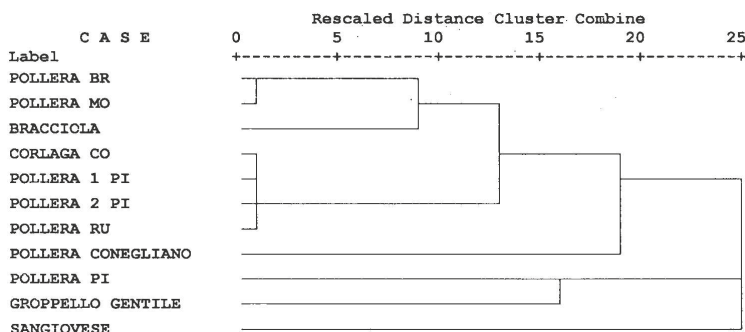 Rescaled Distance Cluster Combine
C A S E 0 5 10 15 20 25
Label +---------+---------+---------+---------+---------+
POLLERA BR
POLLERA MO
BRACCIOLA
CORLAGA CO
POLLERA 1 PI
POLLERA 2 PI
POLLERA RU
POLLERA CONEGLIANO
POLLERA PI
GROPPELLO GENTILE
SANGIOVESE